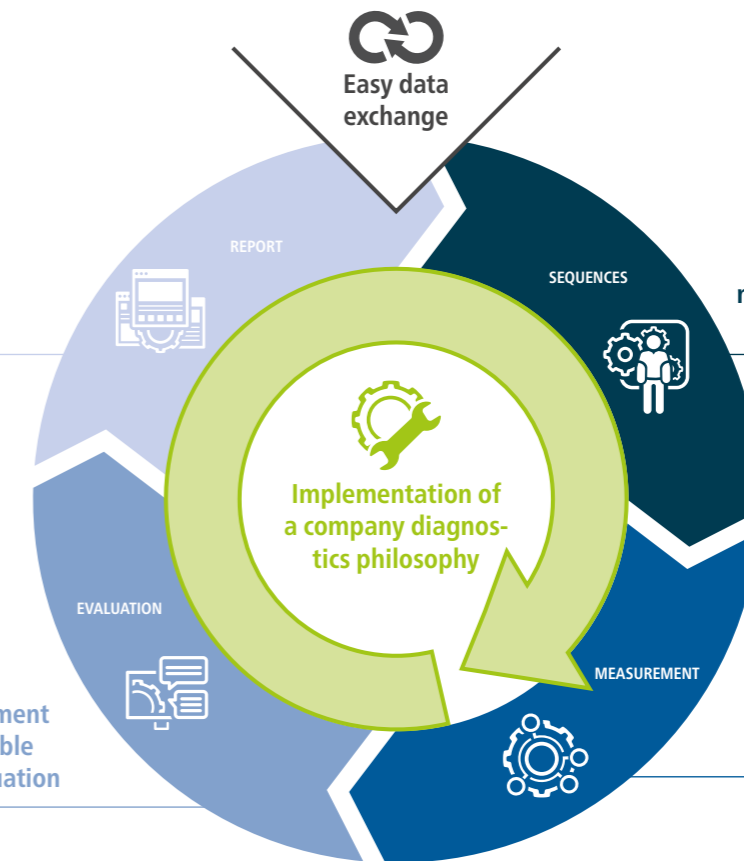 Easy data
exchange
REPORT
SEQUENCES
Implementation of
a company diagnos-
tics philosophy
EVALUATION
MEASUREMENT